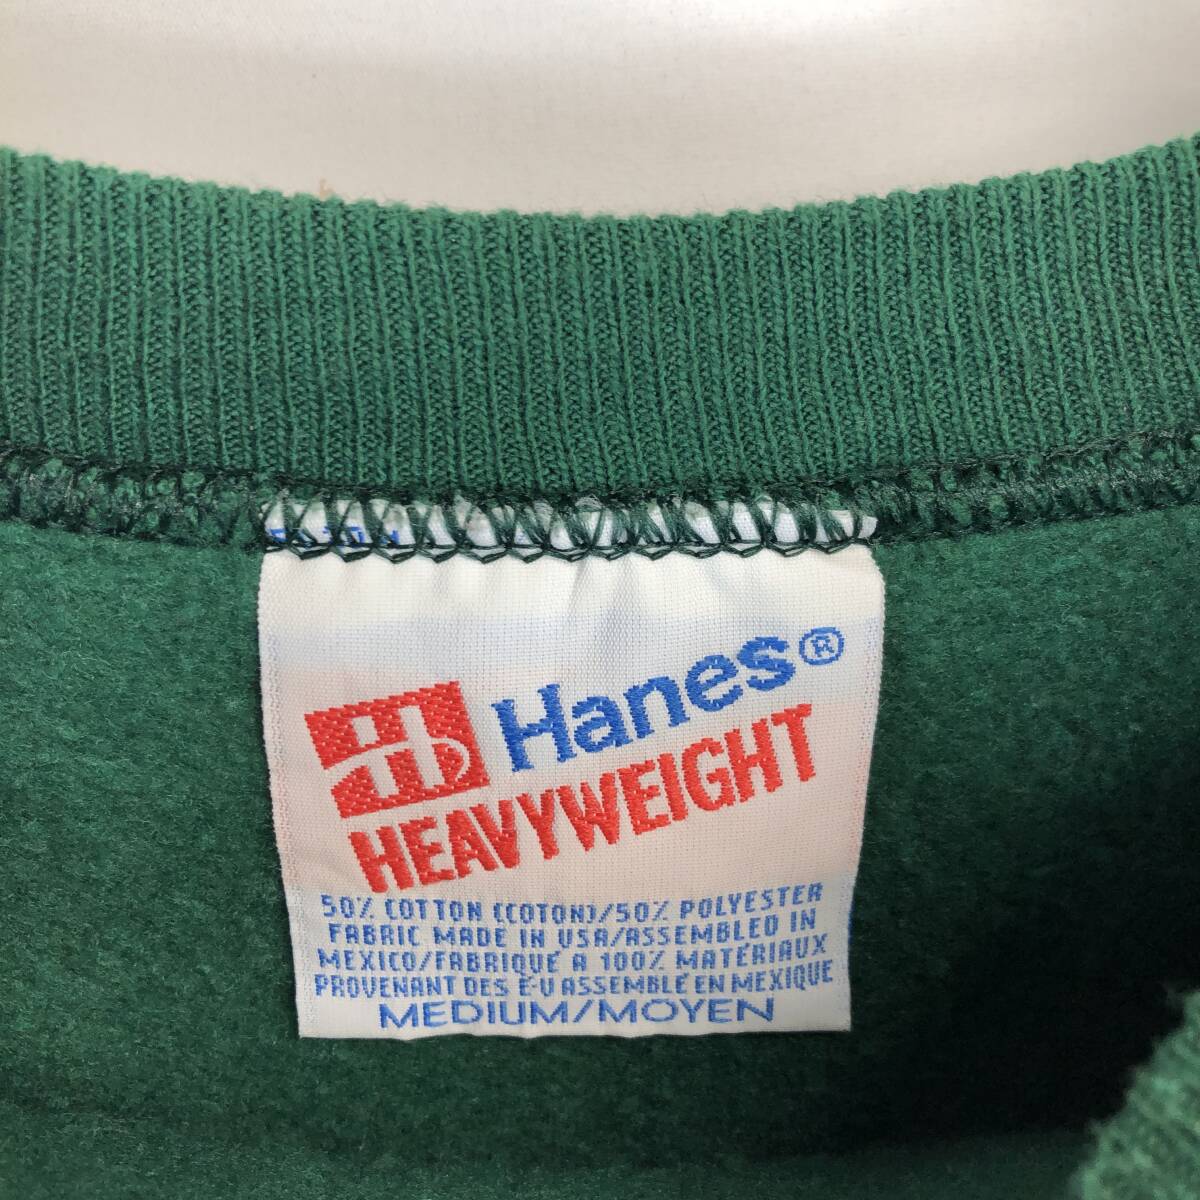 Hb Hanes®
HEAVYWEIGHT
50% COTTON (COTON)/50% POLYESTER
FABRIC MADE IN USA/ASSEMBLED IN
MEXICO/FABRIQUÉ A 100% MATÉRIAUX
PROVENANT DES É-U ASSEMBLÉ EN MEXIQUE
MEDIUM/MOYEN